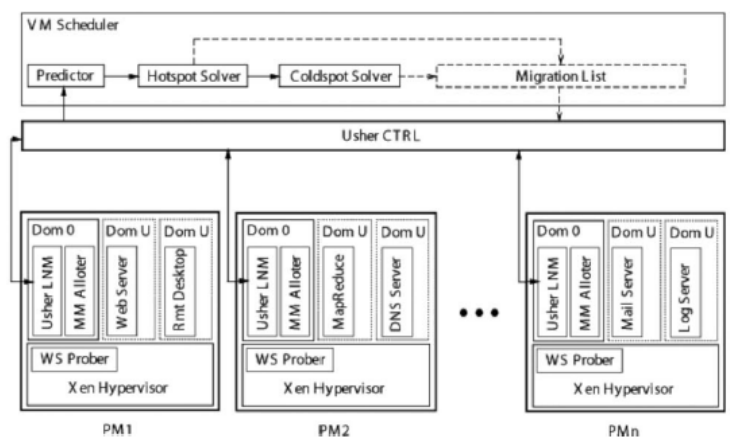 VM Scheduler
Predictor
Hotspot Solver
Coldspot Solver
Migration List
Usher CTRL
Dom 0
Dom U
Dom U
Usher LNM
MM Alloter
Web Server
Rmt Desktop
WS Prober
Xen Hypervisor
PM1
Dom 0
Dom U
Dom U
Usher LNM
MM Alloter
MapReduce
DNS Server
WS Prober
Xen Hypervisor
PM2
Dom 0
Dom U
Dom U
Usher LNM
MM Alloter
Mail Server
Log Server
WS Prober
Xen Hypervisor
PMn